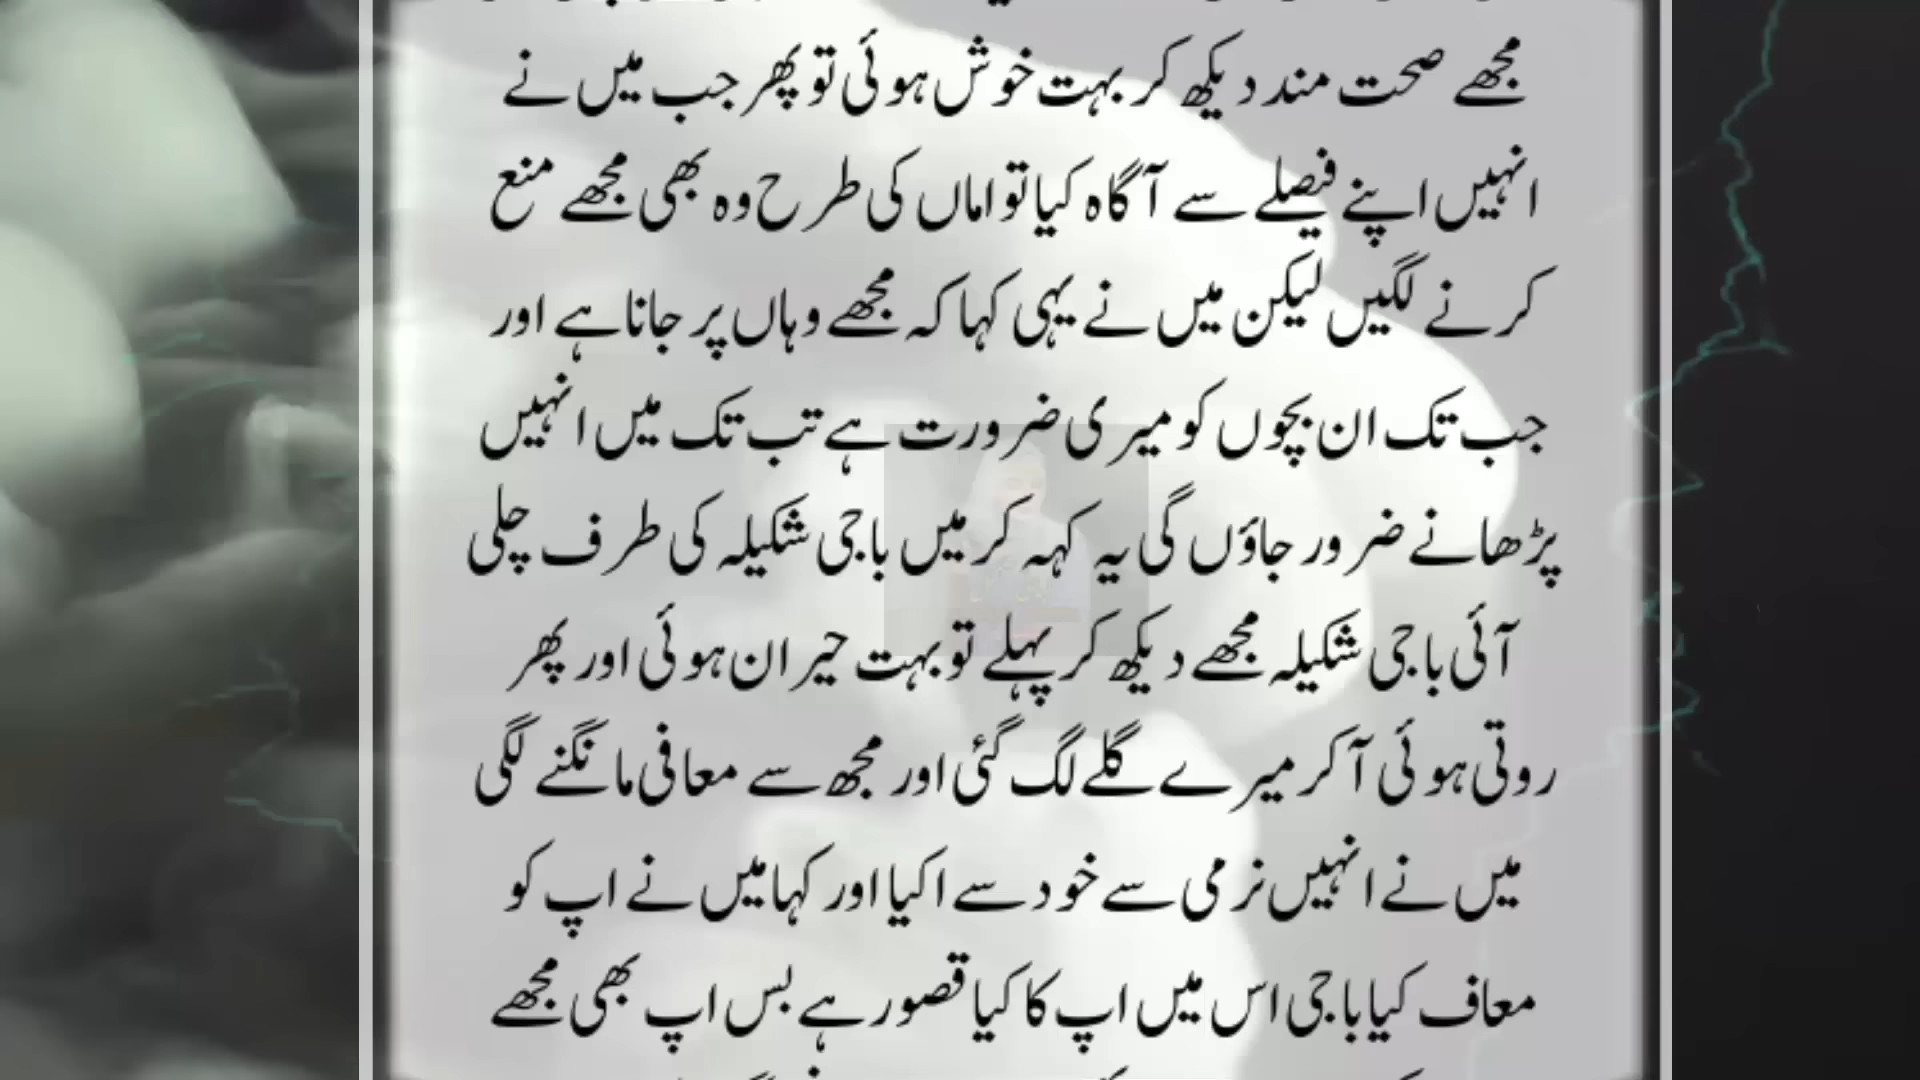 مجھے صحت مند دیکھ کر بہت خوش ہوئی تو پھر جب میں نے
انہیں اپنے فیصلے سے آگاہ کیا تو اماں کی طرح وہ بھی مجھے منع
کرنے لگیں لیکن میں نے یہی کہا کہ مجھے وہاں پر جانا ہے اور
جب تک ان بچوں کو میری ضرورت ہے تب تک میں انہیں
پڑھانے ضرور جاؤں گی یہ کہہ کر میں باجی شکیلہ کی طرف چلی
آئی باجی شکیلہ مجھے دیکھ کر پہلے تو بہت حیران ہوئی اور پھر
روتی ہوئی آکر میرے گلے لگ گئی اور مجھ سے معافی مانگنے لگی
میں نے انہیں نرمی سے خود سے اکیا اور کہا میں نے اپ کو
معاف کیا باجی اس میں اپ کا کیا قصور ہے بس اپ بھی مجھے